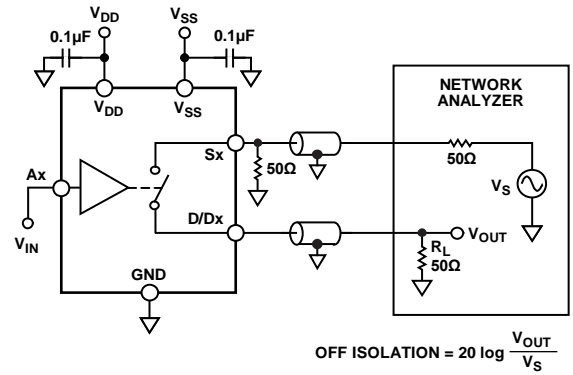 VDD VSS
0.1µF 0.1µF
VDD VSS
NETWORK
ANALYZER
Sx
50Ω
50Ω
Ax
VS
D/Dx
VOUT
VIN
RL
50Ω
GND
OFF ISOLATION = 20 log VOUT
VS